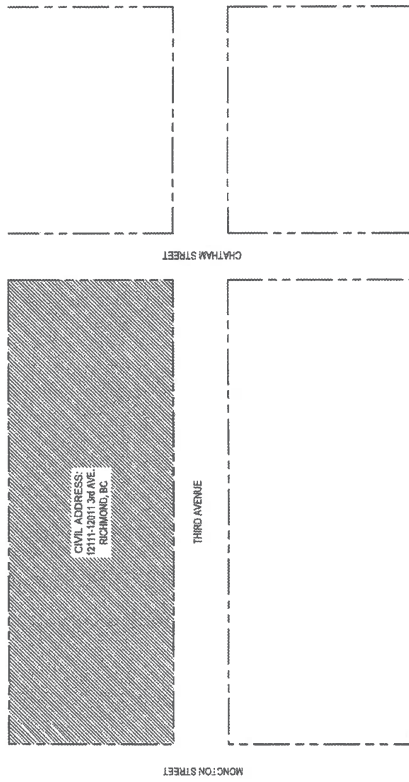 CHATHAM STREET
CIVIL ADDRESS:
12111-12011 3rd AVE.
RICHMOND, BC
THIRD AVENUE
MONCTON STREET